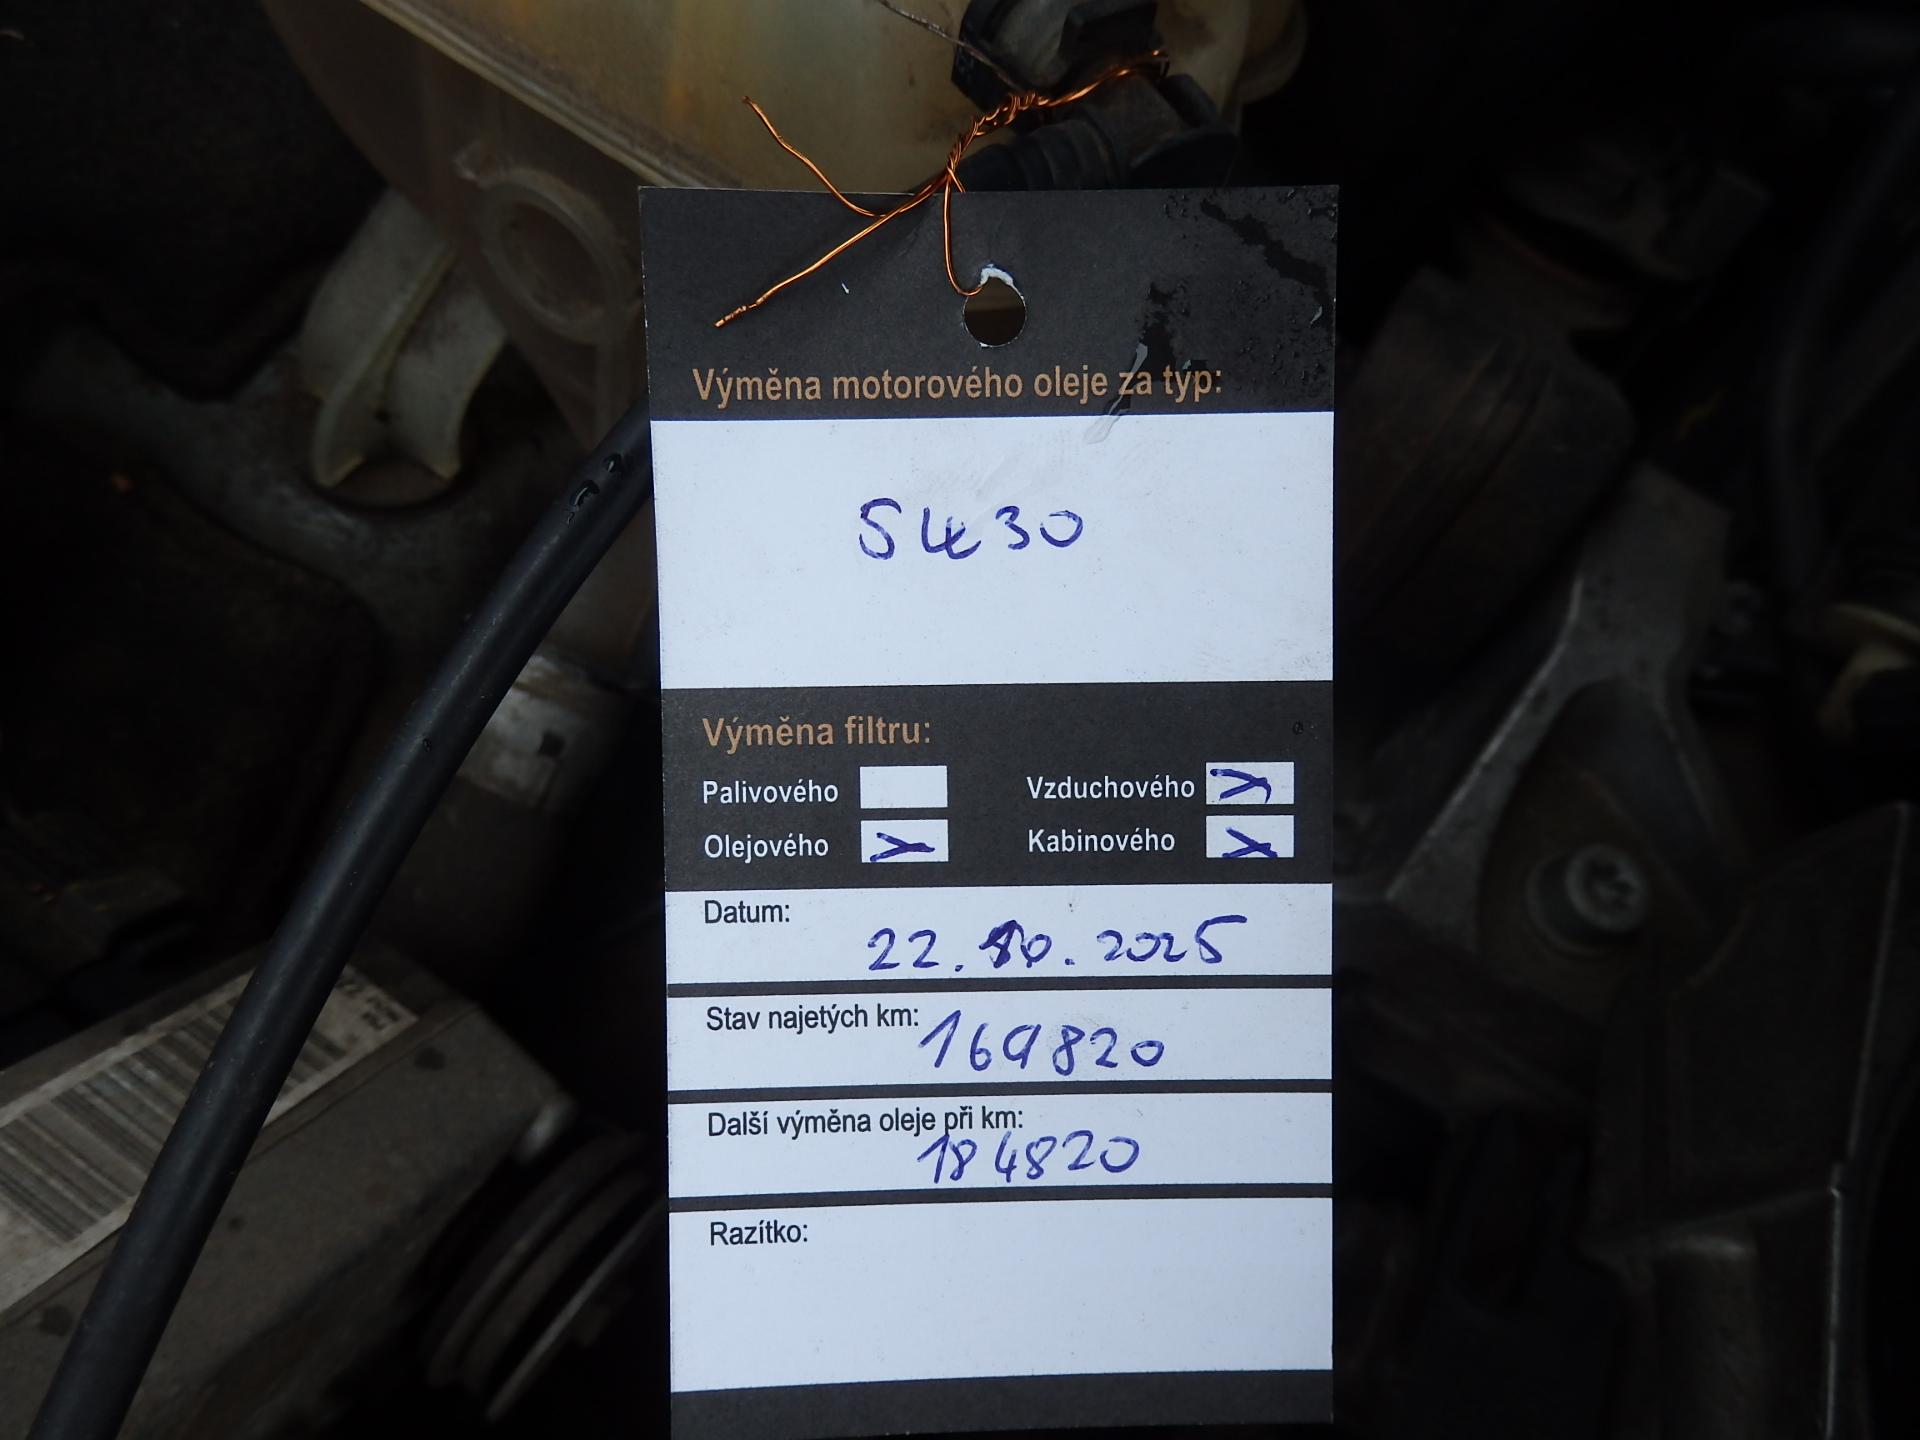 Výměna motorového oleje za typ:
5W30
Výměna filtru:
Palivového Vzduchového
Olejového Kabinového
Datum:
22.10.2025
Stav najetých km:
169820
Další výměna oleje při km:
184820
Razítko: